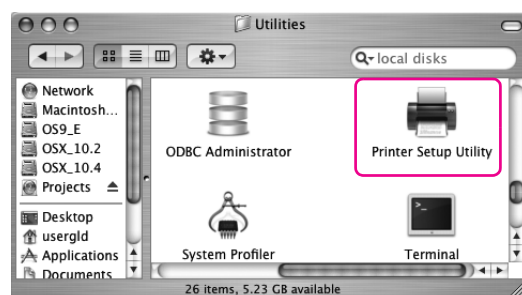 Utilities
local disks
Network
Macintosh...
OS9_E
OSX_10.2
OSX_10.4
Projects
Desktop
usergld
Applications
Documents
ODBC Administrator
Printer Setup Utility
System Profiler
Terminal
26 items, 5.23 GB available